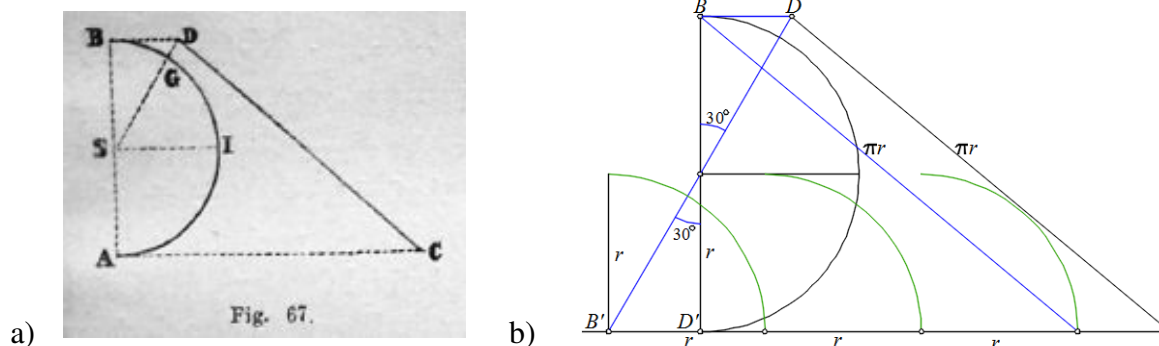 B D
G
S I
A C
Fig. 67.
a)
B D
30°
πr πr
30°
r r
B′ D′
r r r
b)